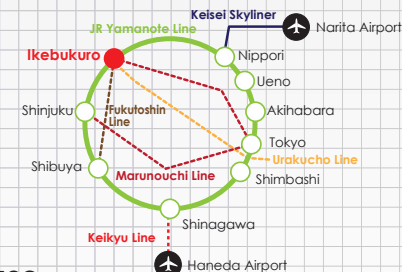 Keisei Skyliner
JR Yamanote Line
Narita Airport
Ikebukuro
Nippori
Ueno
Shinjuku
Fukutoshin
Line
Akihabara
Tokyo
Urakucho Line
Shibuya
Marunouchi Line
Shimbashi
Shinagawa
Keikyu Line
Haneda Airport